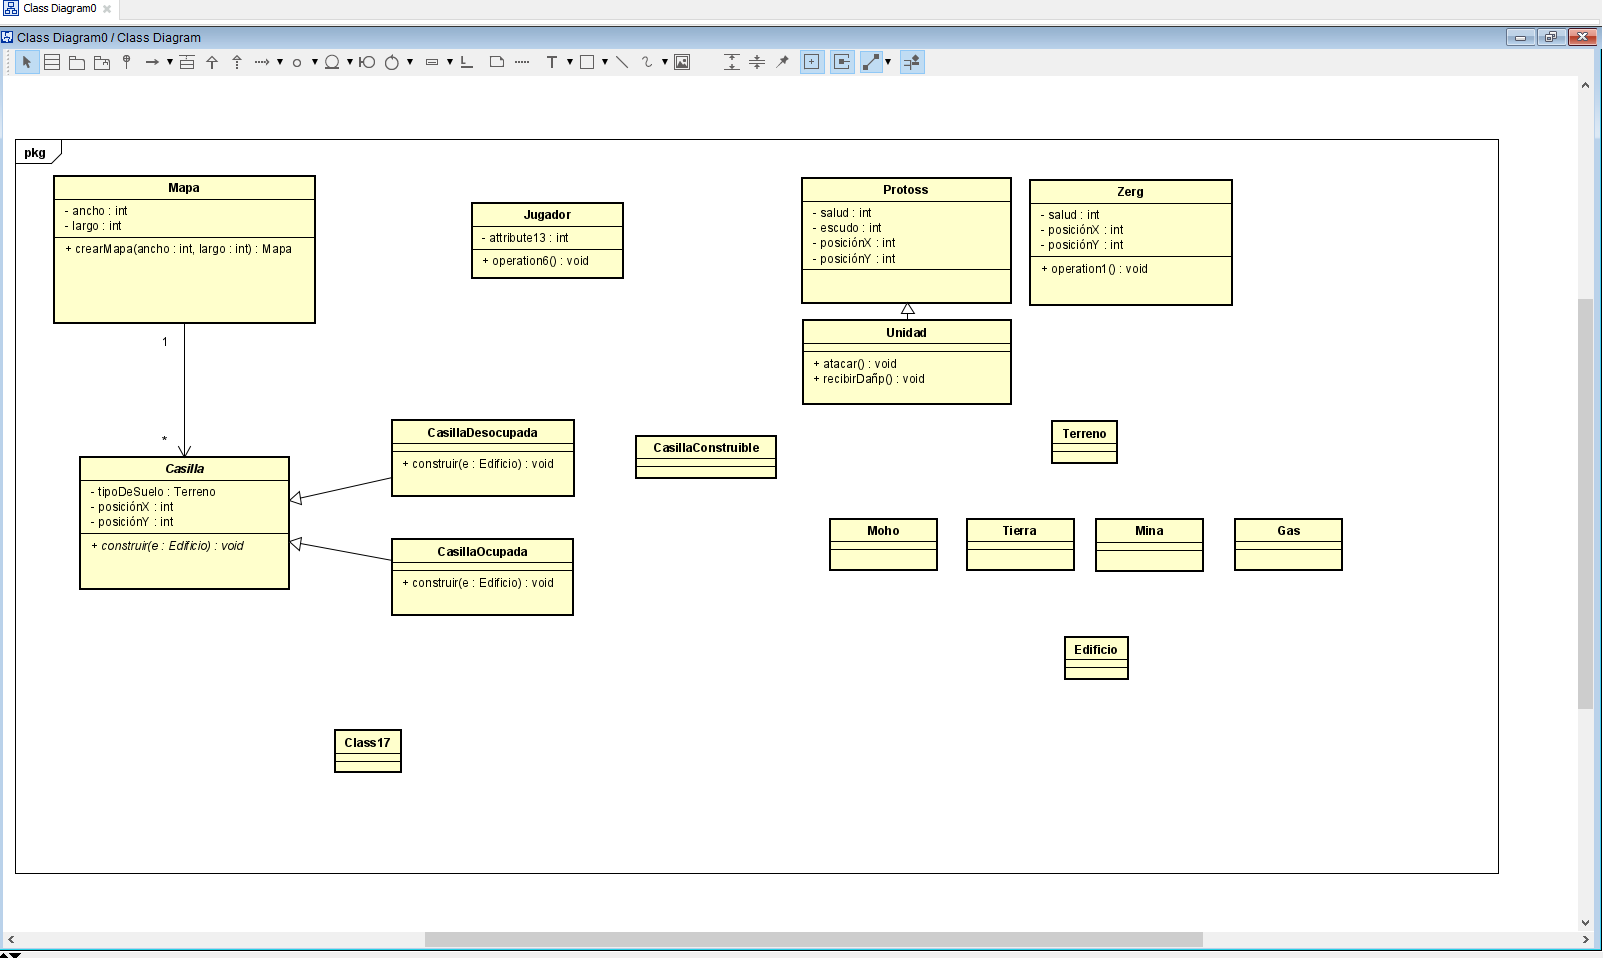 Class Diagram0
Class Diagram0 / Class Diagram
pkg
Mapa
- ancho : int
- largo : int
+ crearMapa(ancho : int, largo : int) : Mapa
Jugador
- attribute13 : int
+ operation6() : void
Protoss
- salud : int
- escudo : int
- posiciónX : int
- posiciónY : int
Zerg
- salud : int
- posiciónX : int
- posiciónY : int
+ operation1() : void
Unidad
+ atacar() : void
+ recibirDañp() : void
1
*
Casilla
- tipoDeSuelo : Terreno
- posiciónX : int
- posiciónY : int
+ construir(e : Edificio) : void
CasillaDesocupada
+ construir(e : Edificio) : void
CasillaOcupada
+ construir(e : Edificio) : void
CasillaConstruible
Terreno
Moho
Tierra
Mina
Gas
Edificio
Class17